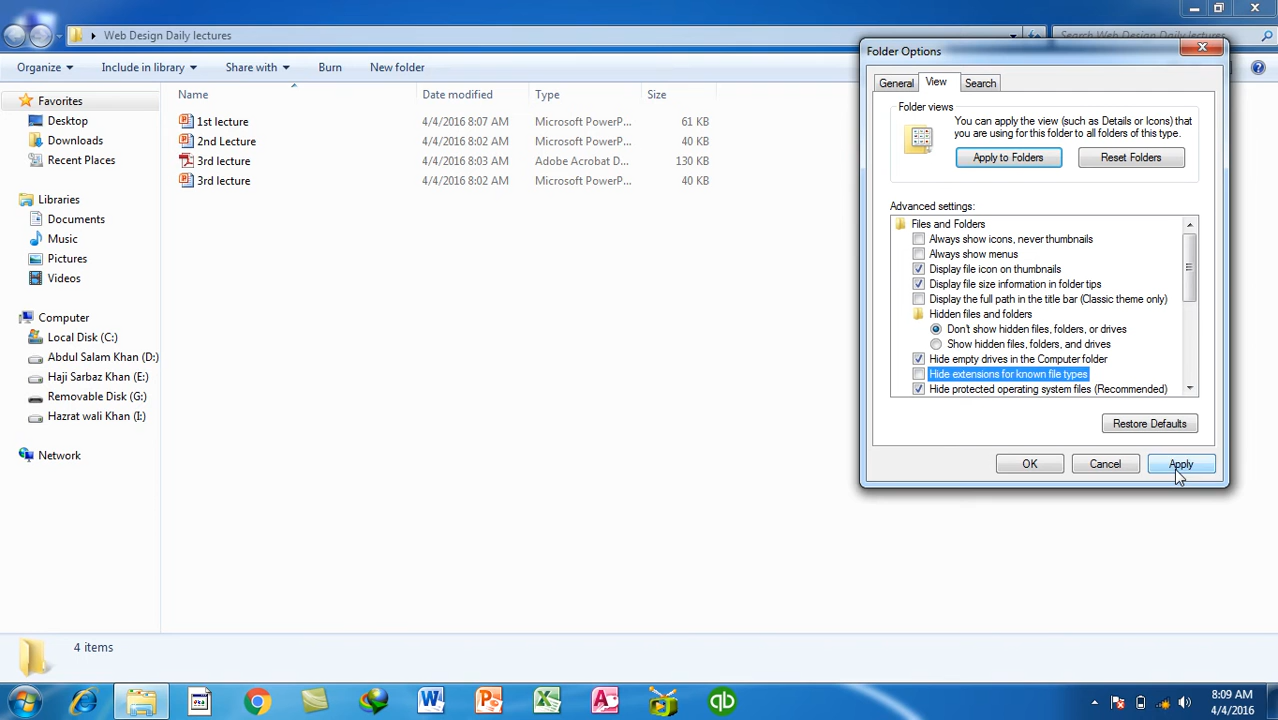 Web Design Daily lectures
Search Web Design Daily lectures
Organize
Include in library
Share with
Burn
New folder
Favorites
Desktop
Downloads
Recent Places
Libraries
Documents
Music
Pictures
Videos
Computer
Local Disk (C:)
Abdul Salam Khan (D:)
Haji Sarbaz Khan (E:)
Removable Disk (G:)
Hazrat wali Khan (I:)
Network
Name Date modified Type Size
1st lecture 4/4/2016 8:07 AM Microsoft PowerP... 61 KB
2nd Lecture 4/4/2016 8:02 AM Microsoft PowerP... 40 KB
3rd lecture 4/4/2016 8:03 AM Adobe Acrobat D... 130 KB
3rd lecture 4/4/2016 8:02 AM Microsoft PowerP... 40 KB
Folder Options
General View Search
Folder views
You can apply the view (such as Details or Icons) that
you are using for this folder to all folders of this type.
Apply to Folders Reset Folders
Advanced settings:
Files and Folders
Always show icons, never thumbnails
Always show menus
Display file icon on thumbnails
Display file size information in folder tips
Display the full path in the title bar (Classic theme only)
Hidden files and folders
Don't show hidden files, folders, or drives
Show hidden files, folders, and drives
Hide empty drives in the Computer folder
Hide extensions for known file types
Hide protected operating system files (Recommended)
Restore Defaults
OK Cancel Apply
4 items
8:09 AM
4/4/2016